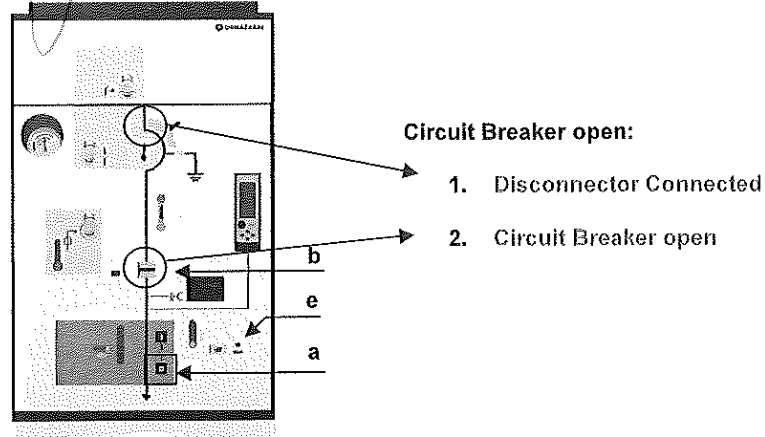 Circuit Breaker open:
1. Disconnector Connected
2. Circuit Breaker open
b
e
a